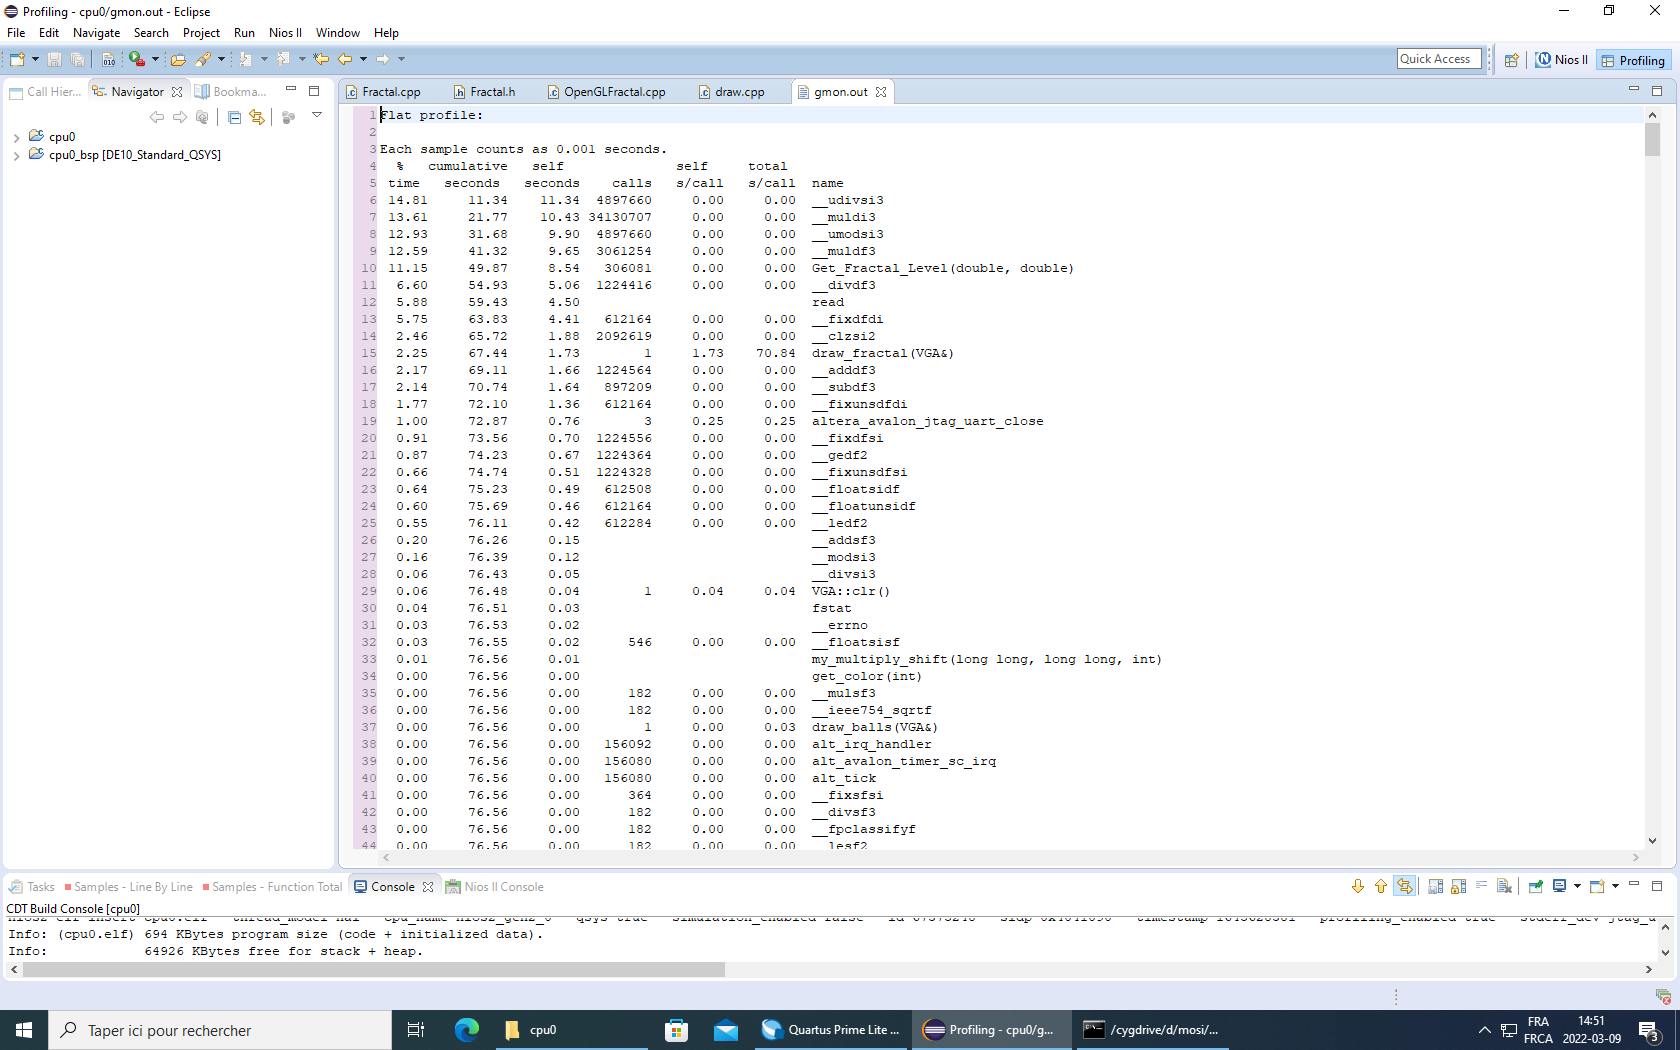 Profiling - cpu0/gmon.out - Eclipse
File Edit Navigate Search Project Run Nios II Window Help
Quick Access Nios II Profiling
Call Hier... Navigator Bookma...
Fractal.cpp Fractal.h OpenGLFractal.cpp draw.cpp gmon.out
cpu0
cpu0_bsp [DE10_Standard_QSYS]
1 Flat profile:
2
3 Each sample counts as 0.001 seconds.
4 % cumulative self self total
5 time seconds seconds calls s/call s/call name
6 14.81 11.34 11.34 4897660 0.00 0.00 __udivsi3
7 13.61 21.77 10.43 34130707 0.00 0.00 __muldi3
8 12.93 31.68 9.90 4897660 0.00 0.00 __umodsi3
9 12.59 41.32 9.65 3061254 0.00 0.00 __muldf3
10 11.15 49.87 8.54 306081 0.00 0.00 Get_Fractal_Level(double, double)
11 6.60 54.93 5.06 1224416 0.00 0.00 __divdf3
12 5.88 59.43 4.50 read
13 5.75 63.83 4.41 612164 0.00 0.00 __fixdfdi
14 2.46 65.72 1.88 2092619 0.00 0.00 __clzsi2
15 2.25 67.44 1.73 1 1.73 70.84 draw_fractal(VGA&)
16 2.17 69.11 1.66 1224564 0.00 0.00 __adddf3
17 2.14 70.74 1.64 897209 0.00 0.00 __subdf3
18 1.77 72.10 1.36 612164 0.00 0.00 __fixunsdfdi
19 1.00 72.87 0.76 3 0.25 0.25 altera_avalon_jtag_uart_close
20 0.91 73.56 0.70 1224556 0.00 0.00 __fixdfsi
21 0.87 74.23 0.67 1224364 0.00 0.00 __gedf2
22 0.66 74.74 0.51 1224328 0.00 0.00 __fixunsdfsi
23 0.64 75.23 0.49 612508 0.00 0.00 __floatsidf
24 0.60 75.69 0.46 612164 0.00 0.00 __floatunsidf
25 0.55 76.11 0.42 612284 0.00 0.00 __ledf2
26 0.20 76.26 0.15 __addsf3
27 0.16 76.39 0.12 __modsi3
28 0.06 76.43 0.05 __divsi3
29 0.06 76.48 0.04 1 0.04 0.04 VGA::clr()
30 0.04 76.51 0.03 fstat
31 0.03 76.53 0.02 __errno
32 0.03 76.55 0.02 546 0.00 0.00 __floatsisf
33 0.01 76.56 0.01 my_multiply_shift(long long, long long, int)
34 0.00 76.56 0.00 get_color(int)
35 0.00 76.56 0.00 182 0.00 0.00 __mulsf3
36 0.00 76.56 0.00 182 0.00 0.00 __ieee754_sqrtf
37 0.00 76.56 0.00 1 0.00 0.03 draw_balls(VGA&)
38 0.00 76.56 0.00 156092 0.00 0.00 alt_irq_handler
39 0.00 76.56 0.00 156080 0.00 0.00 alt_avalon_timer_sc_irq
40 0.00 76.56 0.00 156080 0.00 0.00 alt_tick
41 0.00 76.56 0.00 364 0.00 0.00 __fixsfsi
42 0.00 76.56 0.00 182 0.00 0.00 __divsf3
43 0.00 76.56 0.00 182 0.00 0.00 __fpclassifyf
44 0.00 76.56 0.00 182 0.00 0.00 __lesf2
Tasks Samples - Line By Line Samples - Function Total Console Nios II Console
CDT Build Console [cpu0]
Info: (cpu0.elf) 694 KBytes program size (code + initialized data).
Info: 64926 KBytes free for stack + heap.
Taper ici pour rechercher cpu0 Quartus Prime Lite ... Profiling - cpu0/g... /cygdrive/d/mosi/...
FRA 14:51
FRCA 2022-03-09 3